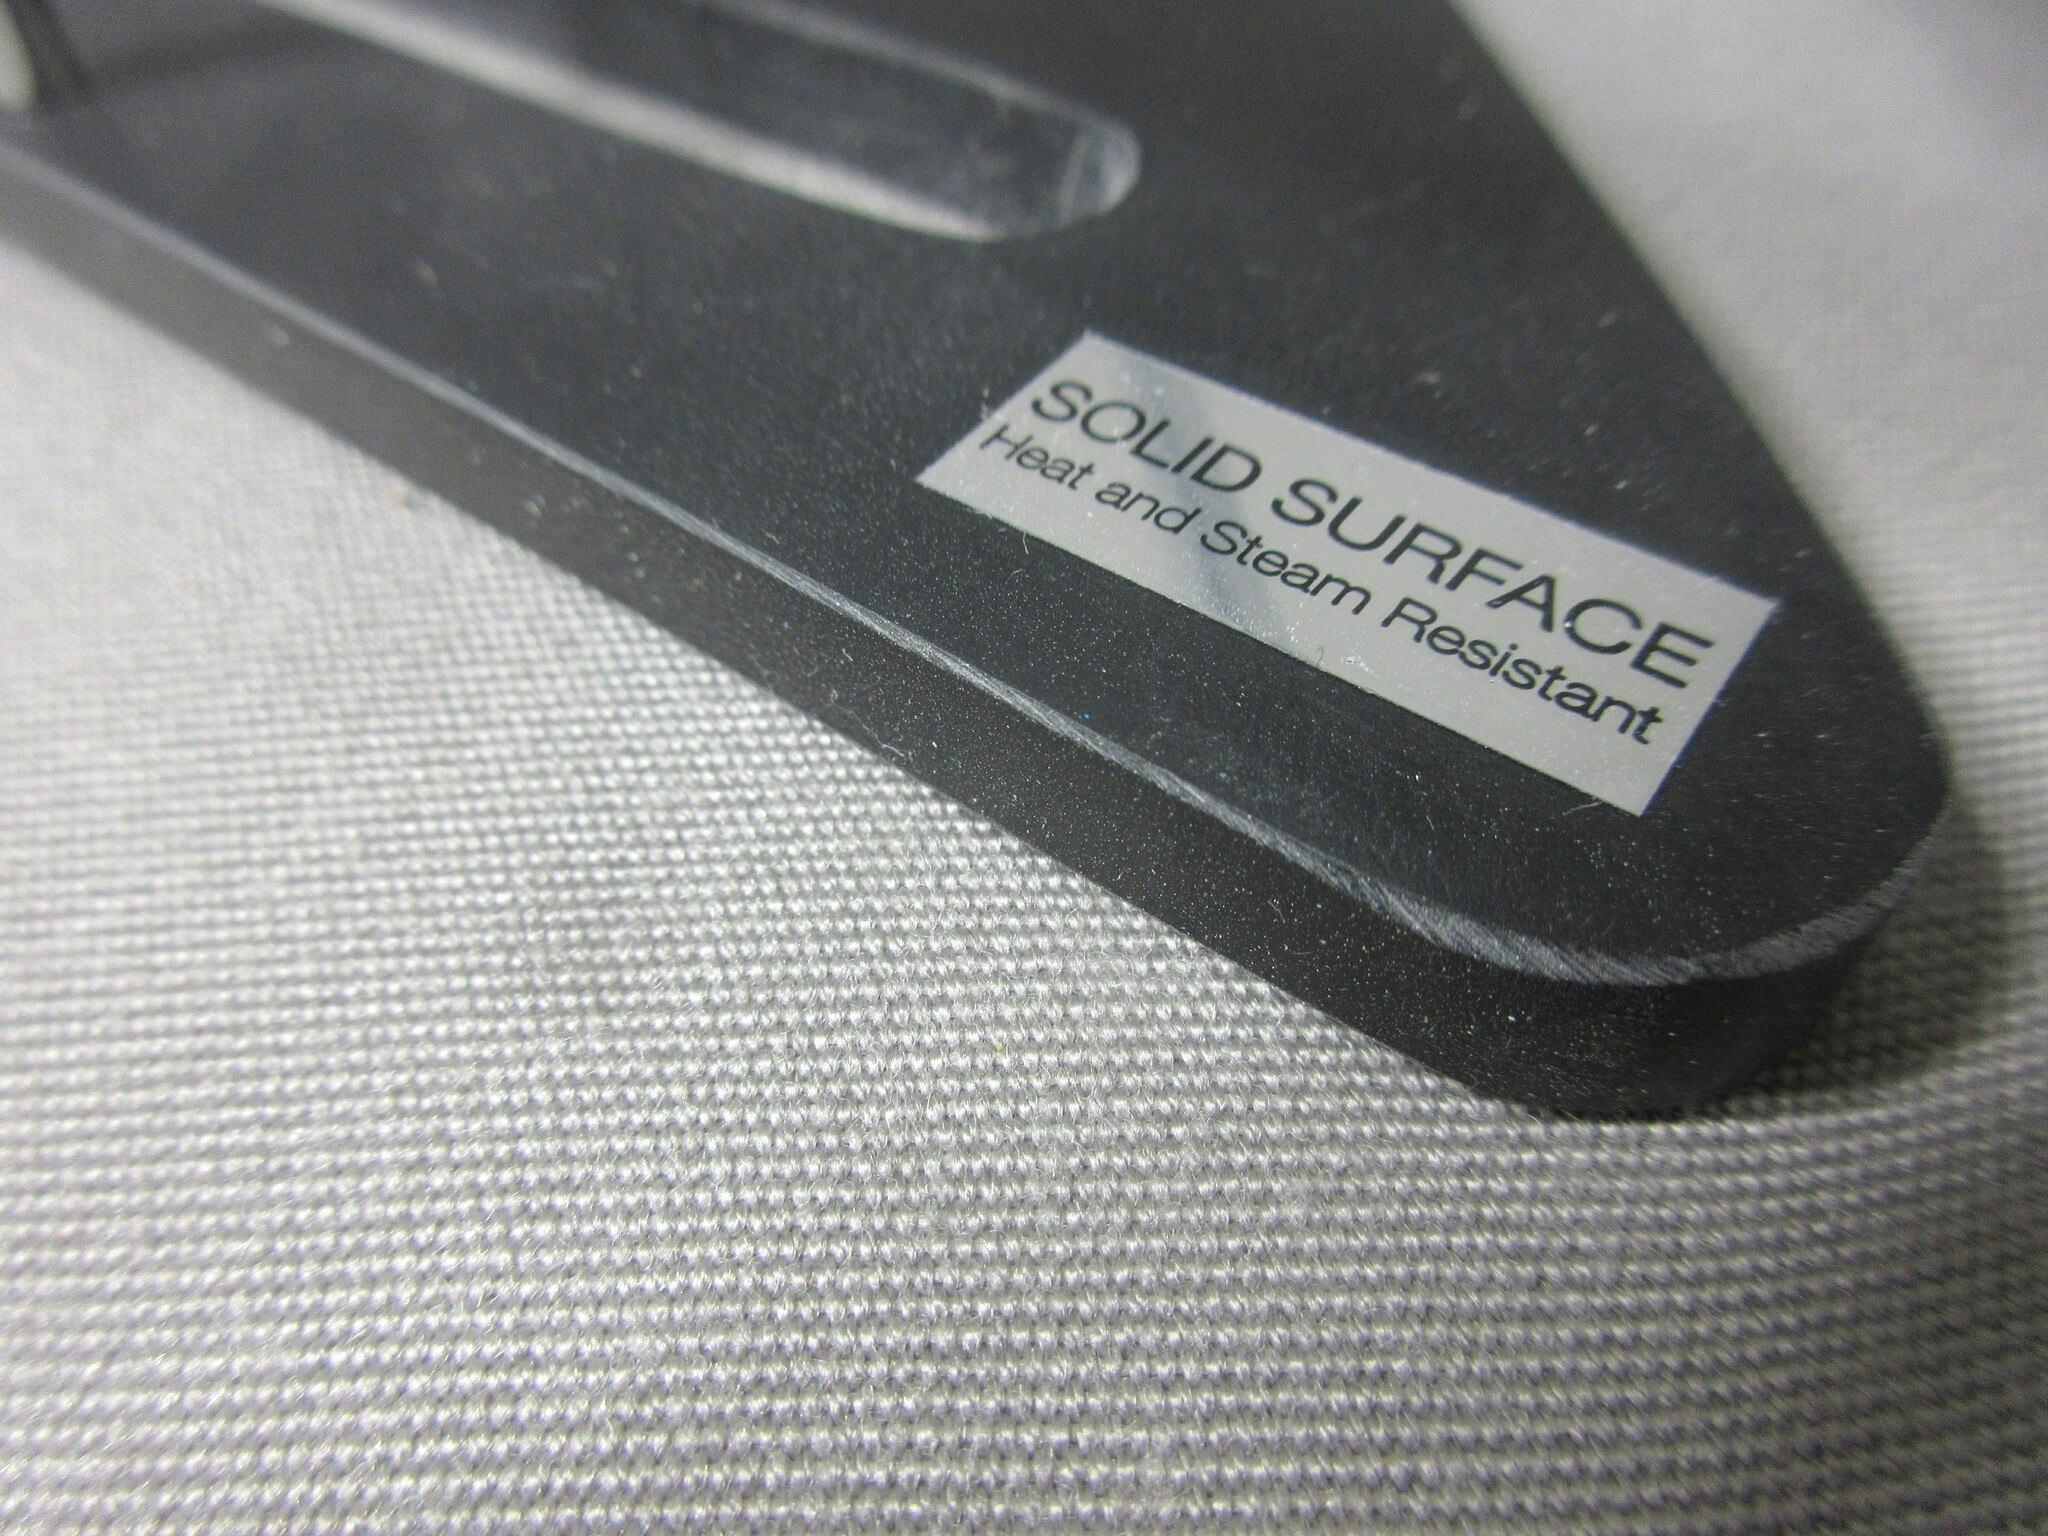 SOLID SURFACE
Heat and Steam Resistant